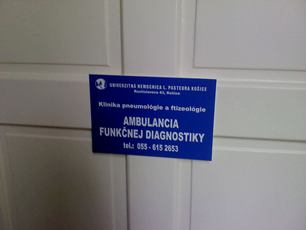 UNIVERZITNÁ NEMOCNICA L. PASTEURA KOŠICE
Rastislavova 43, Košice
Klinika pneumológie a ftizeológie
AMBULANCIA
FUNKČNEJ DIAGNOSTIKY
tel.: 055 - 615 2653